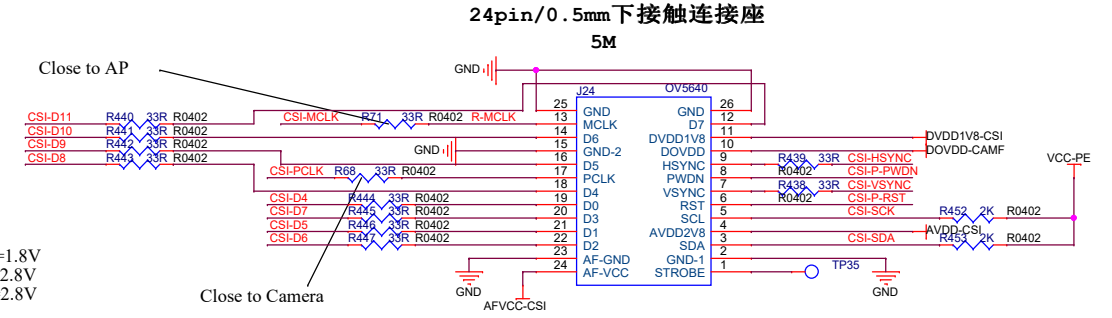 24pin/0.5mm下接触连接座
5M
Close to AP
GND
J24
OV5640
25 GND GND 26
CSI-D11 R440 33R R0402
CSI-MCLK R71 33R R0402 R-MCLK 13 MCLK D7 12
CSI-D10 R441 33R R0402
14 D6 DVDD1V8 11 DVDD1V8-CSI
CSI-D9 R442 33R R0402
GND 15 GND-2 DOVDD 10 DOVDD-CAMF
CSI-D8 R443 33R R0402
16 D5 HSYNC 9 R439 33R R0402 CSI-HSYNC
VCC-PE
CSI-PCLK R68 33R R0402 17 PCLK PWDN 8 CSI-P-PWDN
18 D4 VSYNC 7 R438 33R R0402 CSI-VSYNC
CSI-D4 R444 33R R0402 19 D0 RST 6 CSI-P-RST
CSI-D7 R445 33R R0402 20 D3 SCL 5 CSI-SCK R452 2K R0402
CSI-D5 R446 33R R0402 21 D1 AVDD2V8 4 AVDD-CSI
CSI-D6 R447 33R R0402 22 D2 SDA 3 CSI-SDA R453 2K R0402
23 AF-GND GND-1 2
24 AF-VCC STROBE 1 TP35
=1.8V
2.8V
2.8V
GND
GND
Close to Camera
AFVCC-CSI